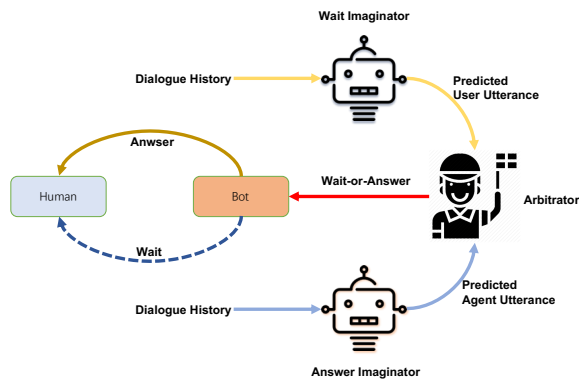 Wait Imaginator
Dialogue History
Predicted
User Utterance
Anwser
Wait-or-Answer
Human
Bot
Arbitrator
Wait
Predicted
Agent Utterance
Dialogue History
Answer Imaginator